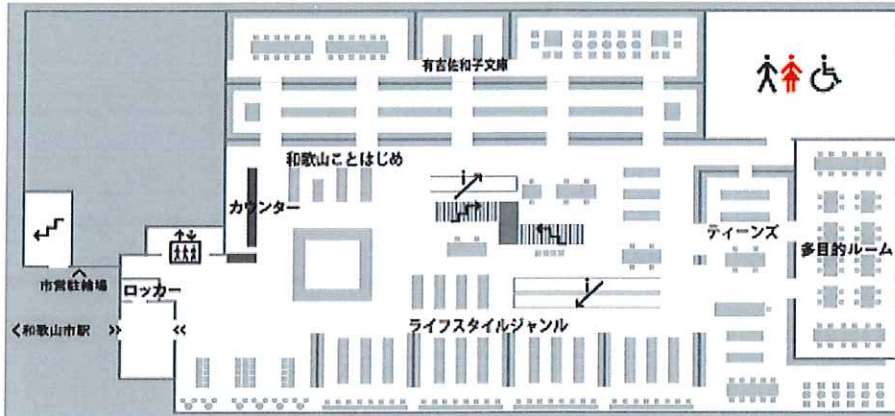 有吉佐和子文庫
和歌山ことはじめ
カウンター
ティーンズ
多目的ルーム
市営駐輪場
ロッカー
ライフスタイルジャンル
和歌山市駅